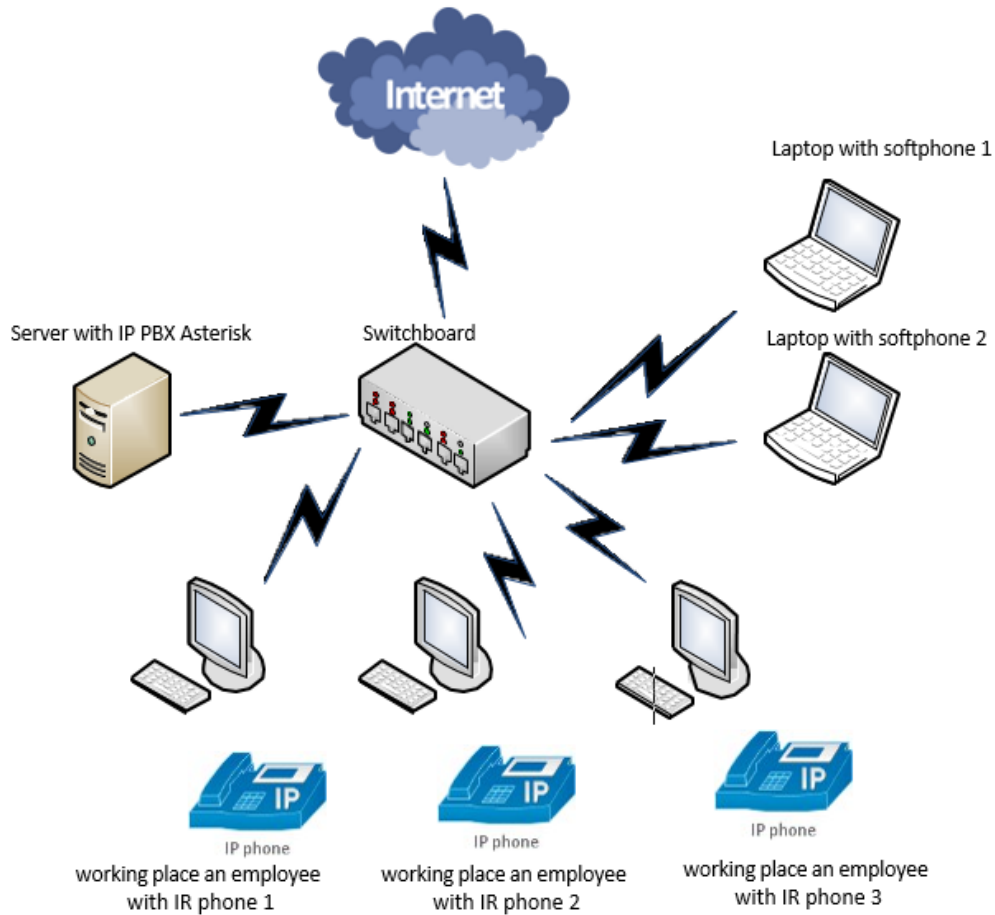 Internet
Laptop with softphone 1
Server with IP PBX Asterisk
Switchboard
Laptop with softphone 2
IP
IP phone
working place an employee
with IR phone 1
IP
IP phone
working place an employee
with IR phone 2
IP
IP phone
working place an employee
with IR phone 3